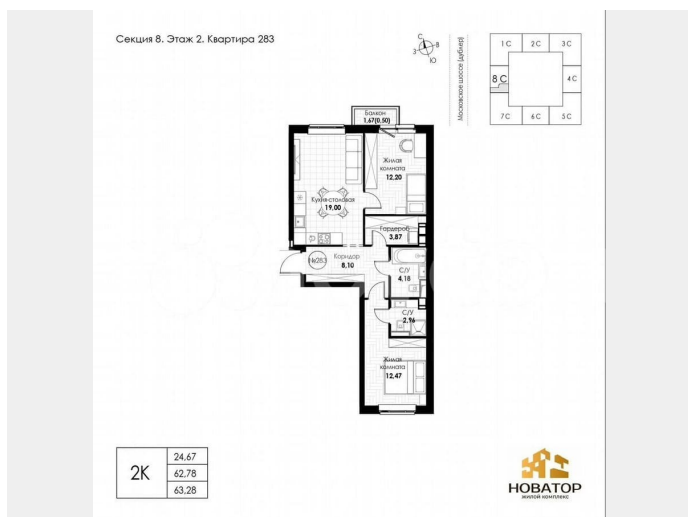 Секция 8. Этаж 2. Квартира 283
С
З
В
Ю
Московское шоссе (дублер)
1 С
2 С
3 С
8 С
4 С
7 С
6 С
5 С
Балкон
1.67(0,50)
Жилая
комната
12,20
Кухня-столовая
19,00
Гардероб
3,87
№283
Коридор
8,10
С/У
4,18
С/У
2,96
Жилая
комната
12,47
2К
24,67
62,78
63,28
НОВАТОР
ЖИЛОЙ КОМПЛЕКС